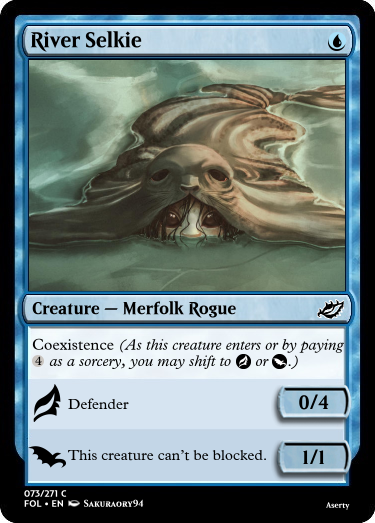 River Selkie
Creature — Merfolk Rogue
Coexistence (As this creature enters or by paying
4 as a sorcery, you may shift to or .)
Defender
0/4
This creature can't be blocked.
1/1
073/271 C
FOL • EN Sakuraory94
Aserty